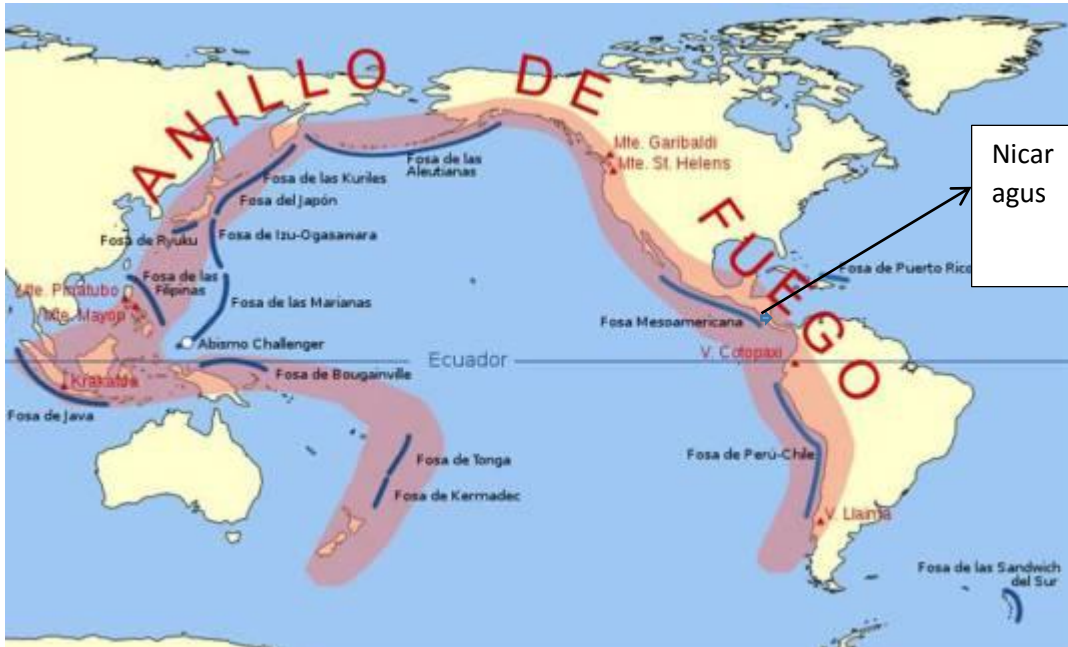 ANILLO DE FUEGO
Mte. Garibaldi
Mte. St. Helens
Fosa de las
Aleutianas
Fosa de las Kuriles
Fosa del Japón
Fosa de Ryuku
Fosa de Izu-Ogasawara
Fosa de las
Filipinas
Mte. Pinatubo
Mte. Mayon
Fosa de las Marianas
Abismo Challenger
Fosa de Bougainville
Krakatoa
Fosa de Java
Ecuador
Fosa de Tonga
Fosa de Kermadec
Nicar
agus
Fosa de Puerto Rico
Fosa Mesoamericana
V. Cotopaxi
Fosa de Perú-Chile
V. Llaima
Fosa de las Sandwich
del Sur